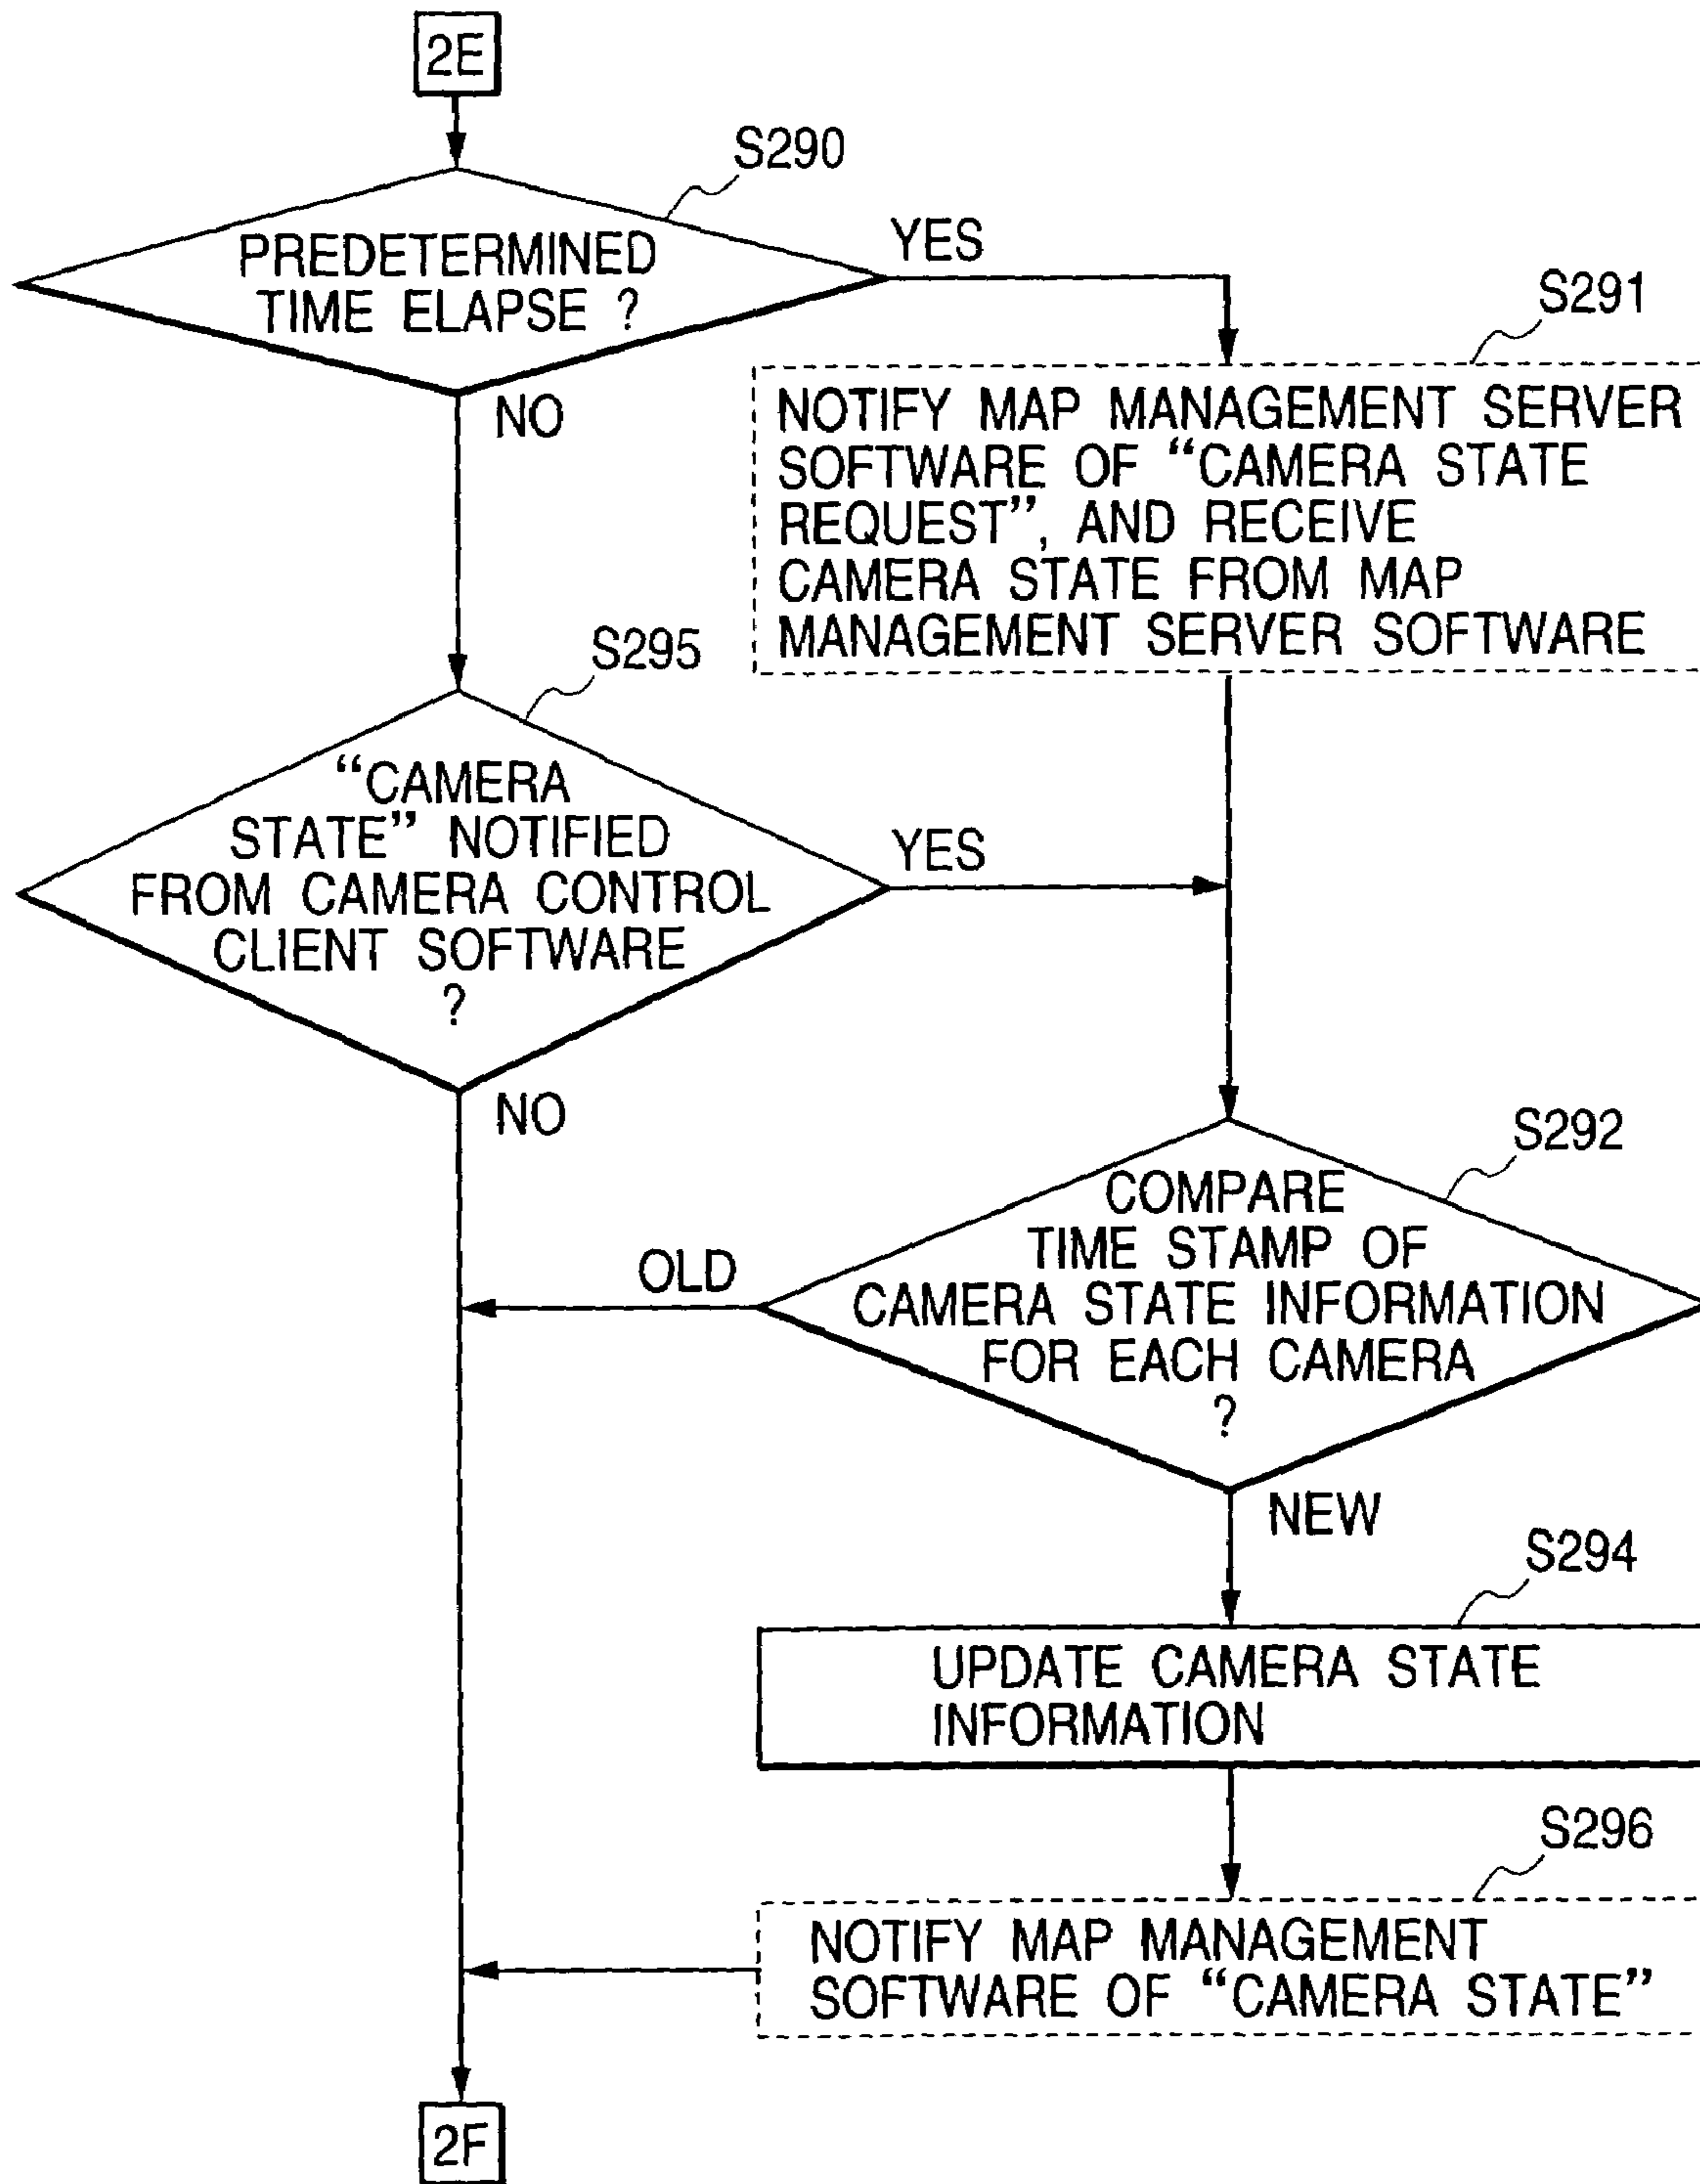 2E
S290
PREDETERMINED
TIME ELAPSE ?
YES
NO
S291
NOTIFY MAP MANAGEMENT SERVER
SOFTWARE OF “CAMERA STATE
REQUEST”, AND RECEIVE
CAMERA STATE FROM MAP
MANAGEMENT SERVER SOFTWARE
S295
“CAMERA
STATE” NOTIFIED
FROM CAMERA CONTROL
CLIENT SOFTWARE
?
YES
NO
S292
COMPARE
TIME STAMP OF
CAMERA STATE INFORMATION
FOR EACH CAMERA
?
OLD
NEW
S294
UPDATE CAMERA STATE
INFORMATION
S296
NOTIFY MAP MANAGEMENT
SOFTWARE OF “CAMERA STATE”
2F